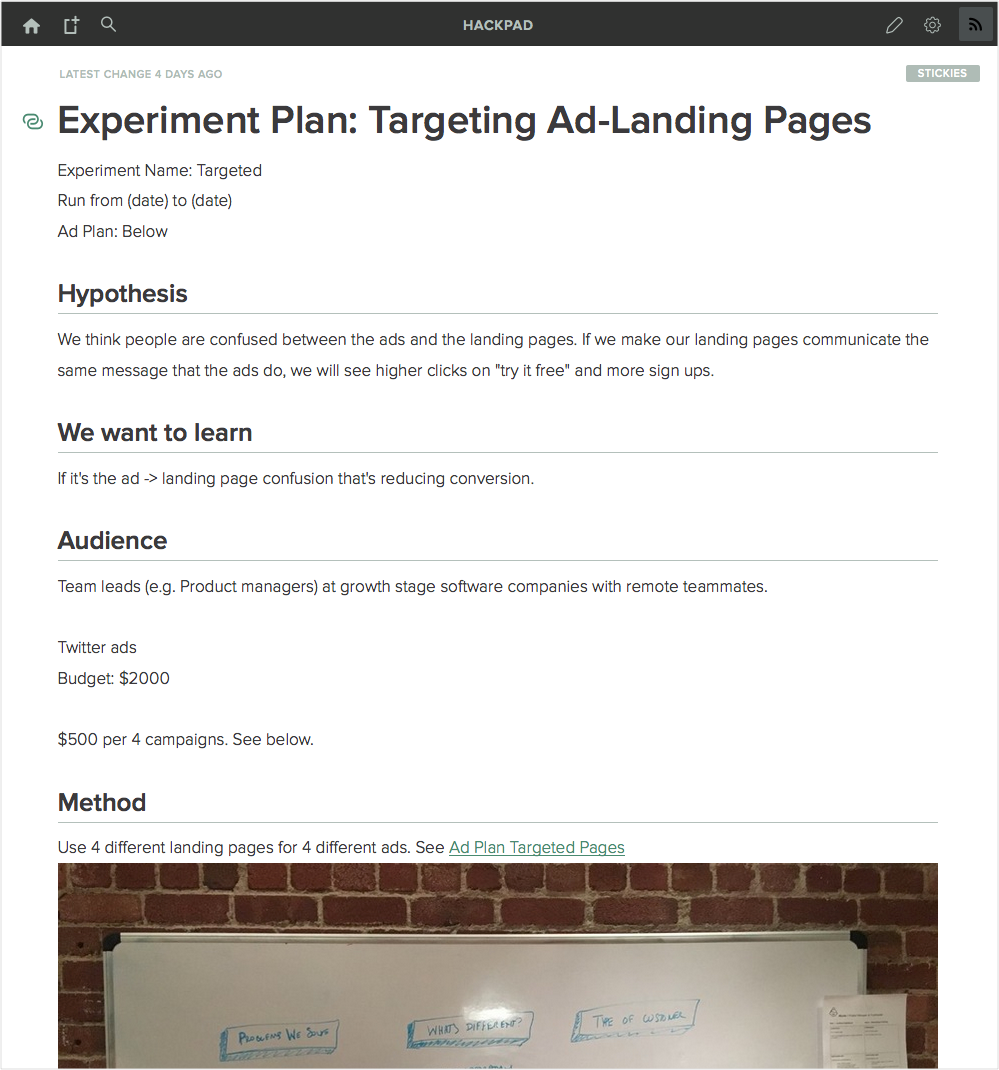 HACKPAD
LATEST CHANGE 4 DAYS AGO
STICKIES
Experiment Plan: Targeting Ad-Landing Pages
Experiment Name: Targeted
Run from (date) to (date)
Ad Plan: Below
Hypothesis
We think people are confused between the ads and the landing pages. If we make our landing pages communicate the
same message that the ads do, we will see higher clicks on "try it free" and more sign ups.
We want to learn
If it's the ad -> landing page confusion that's reducing conversion.
Audience
Team leads (e.g. Product managers) at growth stage software companies with remote teammates.
Twitter ads
Budget: $2000
$500 per 4 campaigns. See below.
Method
Use 4 different landing pages for 4 different ads. See Ad Plan Targeted Pages
PROBLEMS WE SOLVE
WHATS DIFFERENT?
THE OF CUSTOMER